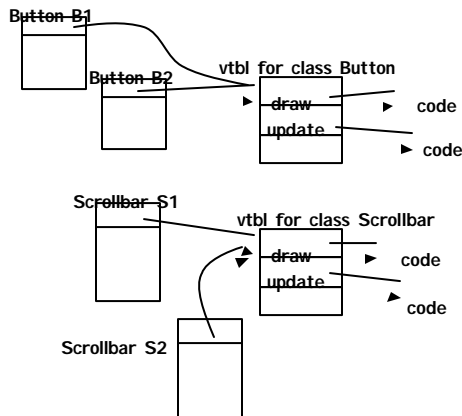 Button B1
Button B2
vtbl for class Button
draw
code
update
code
Scrollbar S1
vtbl for class Scrollbar
draw
code
update
code
Scrollbar S2